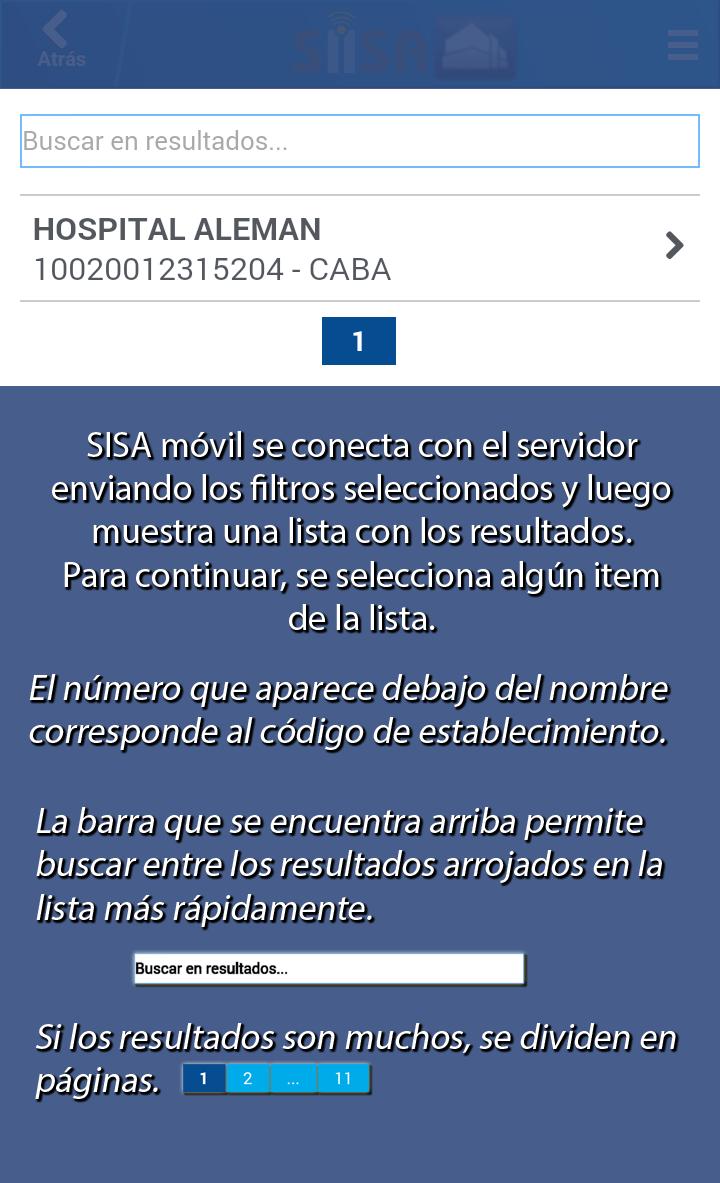 Atrás
SIISA
Buscar en resultados...
HOSPITAL ALEMAN
10020012315204 - CABA
1
SISA móvil se conecta con el servidor
enviando los filtros seleccionados y luego
muestra una lista con los resultados.
Para continuar, se selecciona algún item
de la lista.
El número que aparece debajo del nombre
corresponde al código de establecimiento.
La barra que se encuentra arriba permite
buscar entre los resultados arrojados en la
lista más rápidamente.
Buscar en resultados...
Si los resultados son muchos, se dividen en
páginas. 1 2 ... 11